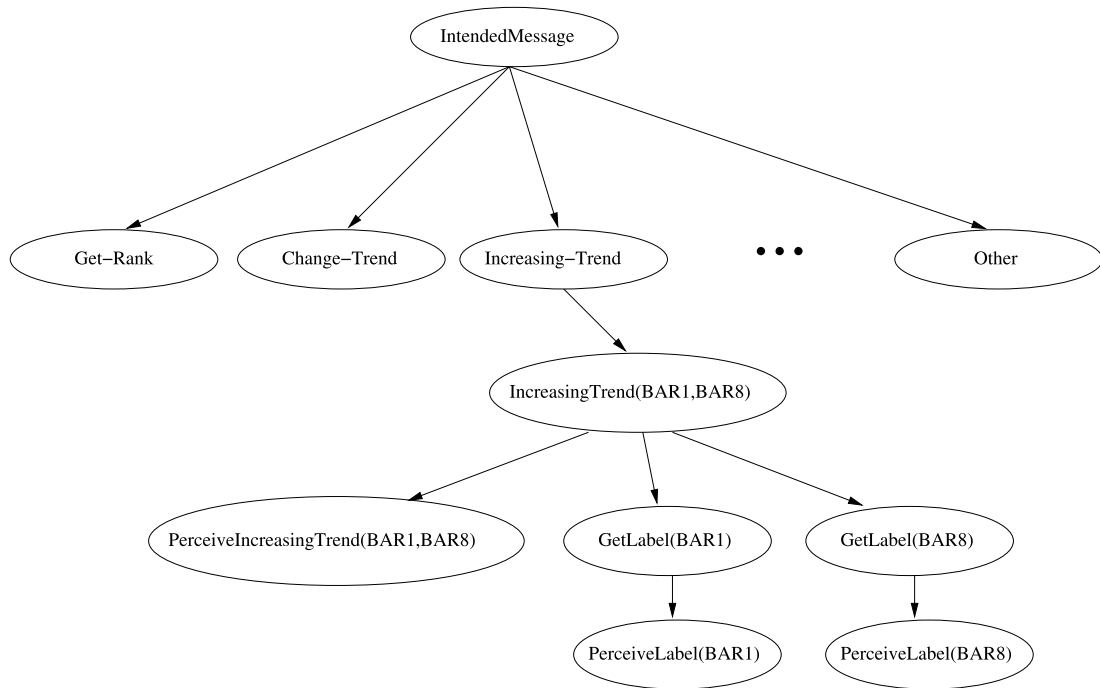 IntendedMessage
Get−Rank
Change−Trend
Increasing−Trend
• • •
Other
IncreasingTrend(BAR1,BAR8)
PerceiveIncreasingTrend(BAR1,BAR8)
GetLabel(BAR1)
GetLabel(BAR8)
PerceiveLabel(BAR1)
PerceiveLabel(BAR8)